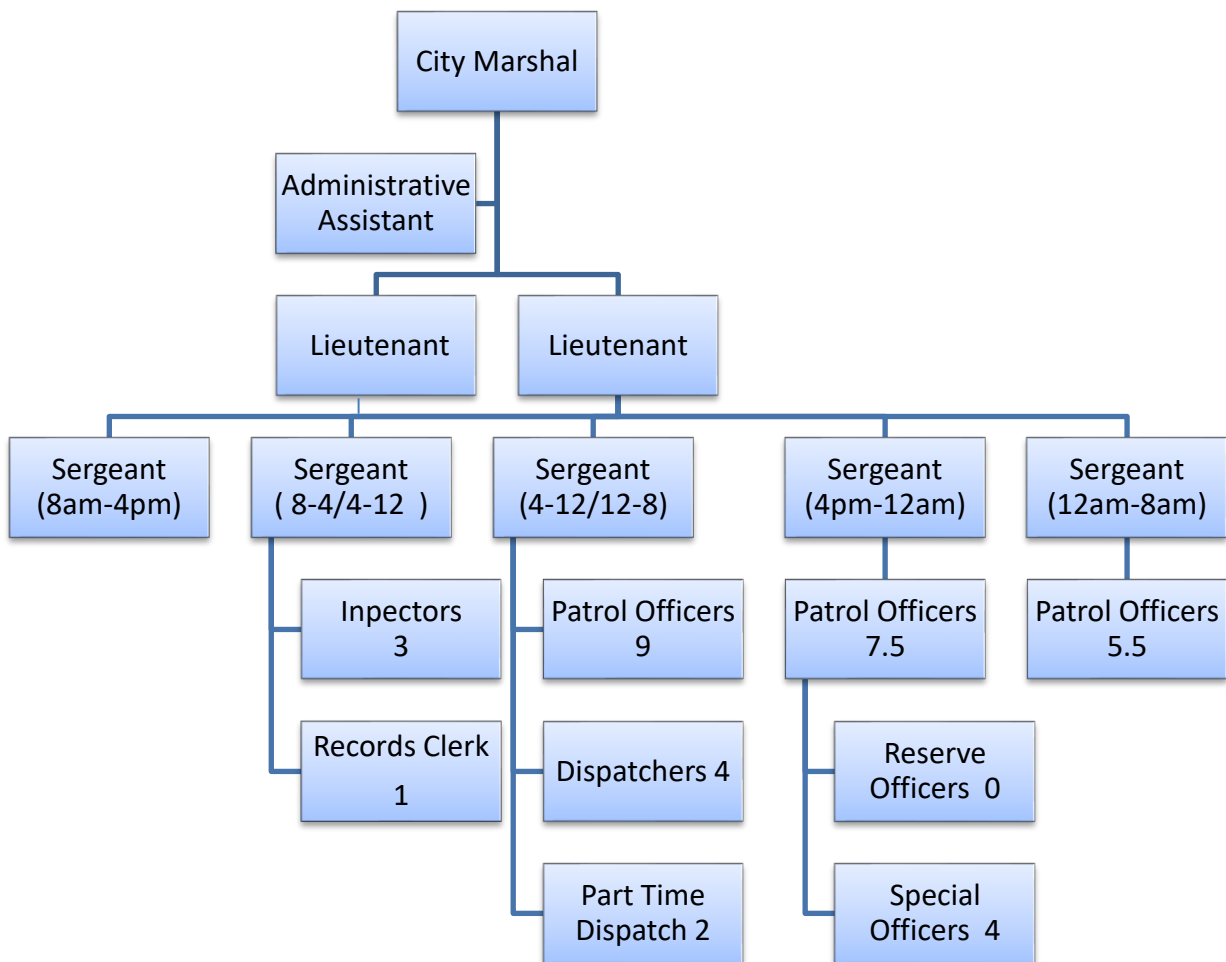 City Marshal
Administrative
Assistant
Lieutenant
Lieutenant
Sergeant
(8am-4pm)
Sergeant
( 8-4/4-12 )
Sergeant
(4-12/12-8)
Sergeant
(4pm-12am)
Sergeant
(12am-8am)
Inpectors
3
Records Clerk
1
Patrol Officers
9
Dispatchers 4
Part Time
Dispatch 2
Patrol Officers
7.5
Reserve
Officers 0
Special
Officers 4
Patrol Officers
5.5